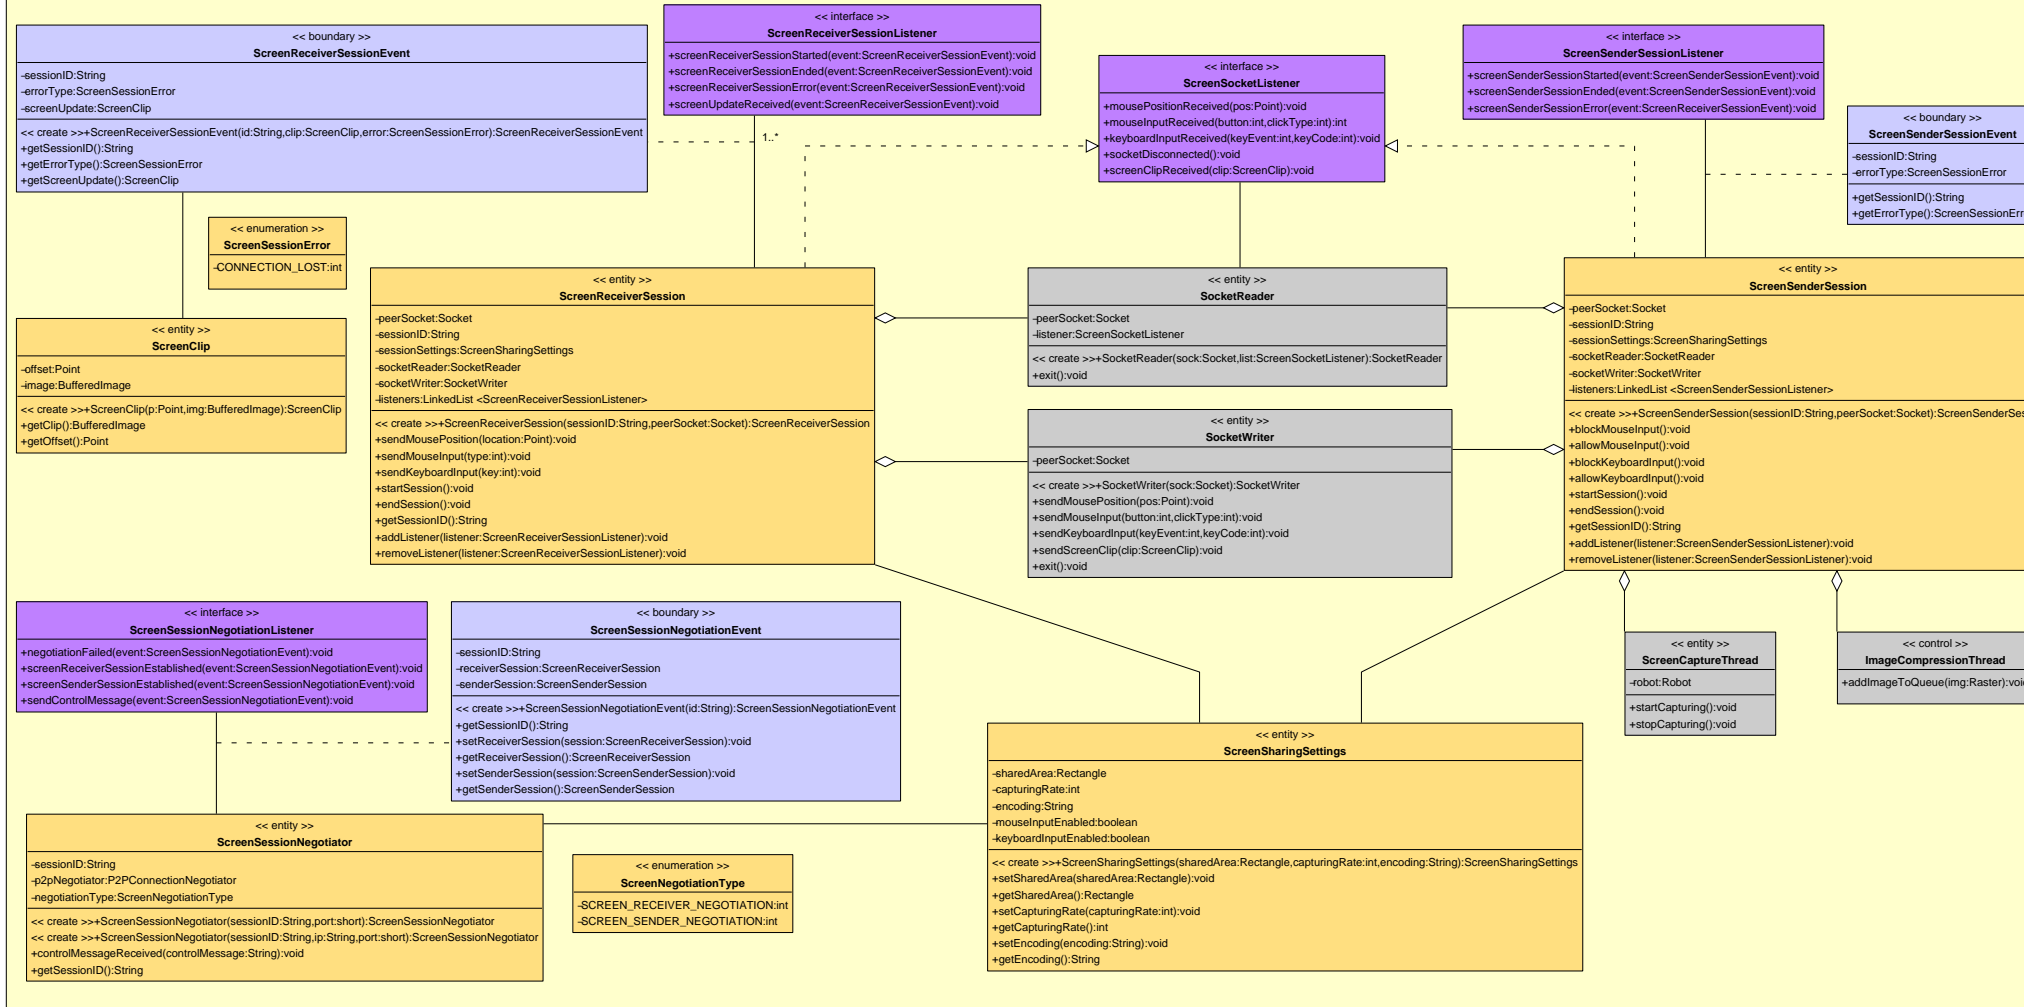 << boundary >>
ScreenReceiverSessionEvent
-sessionID:String
-errorType:ScreenSessionError
-screenUpdate:ScreenClip
<< create >>+ScreenReceiverSessionEvent(id:String,clip:ScreenClip,error:ScreenSessionError):ScreenReceiverSessionEvent
+getSessionID():String
+getErrorType():ScreenSessionError
+getScreenUpdate():ScreenClip
<< interface >>
ScreenReceiverSessionListener
+screenReceiverSessionStarted(event:ScreenReceiverSessionEvent):void
+screenReceiverSessionEnded(event:ScreenReceiverSessionEvent):void
+screenReceiverSessionError(event:ScreenReceiverSessionEvent):void
+screenUpdateReceived(event:ScreenReceiverSessionEvent):void
1..*
<< interface >>
ScreenSocketListener
+mousePositionReceived(pos:Point):void
+mouseInputReceived(button:int,clickType:int):int
+keyboardInputReceived(keyEvent:int,keyCode:int):void
+socketDisconnected():void
+screenClipReceived(clip:ScreenClip):void
<< interface >>
ScreenSenderSessionListener
+screenSenderSessionStarted(event:ScreenSenderSessionEvent):void
+screenSenderSessionEnded(event:ScreenSenderSessionEvent):void
+screenSenderSessionError(event:ScreenReceiverSessionEvent):void
<< boundary >>
ScreenSenderSessionEvent
-sessionID:String
-errorType:ScreenSessionError
+getSessionID():String
+getErrorType():ScreenSessionErr
<< enumeration >>
ScreenSessionError
-CONNECTION_LOST:int
<< entity >>
ScreenClip
-offset:Point
-image:BufferedImage
<< create >>+ScreenClip(p:Point,img:BufferedImage):ScreenClip
+getClip():BufferedImage
+getOffset():Point
<< entity >>
ScreenReceiverSession
-peerSocket:Socket
-sessionID:String
-sessionSettings:ScreenSharingSettings
-socketReader:SocketReader
-socketWriter:SocketWriter
-listeners:LinkedList <ScreenReceiverSessionListener>
<< create >>+ScreenReceiverSession(sessionID:String,peerSocket:Socket):ScreenReceiverSession
+sendMousePosition(location:Point):void
+sendMouseInput(type:int):void
+sendKeyboardInput(key:int):void
+startSession():void
+endSession():void
+getSessionID():String
+addListener(listener:ScreenReceiverSessionListener):void
+removeListener(listener:ScreenReceiverSessionListener):void
<< entity >>
SocketReader
-peerSocket:Socket
-listener:ScreenSocketListener
<< create >>+SocketReader(sock:Socket,list:ScreenSocketListener):SocketReader
+exit():void
<< entity >>
SocketWriter
-peerSocket:Socket
<< create >>+SocketWriter(sock:Socket):SocketWriter
+sendMousePosition(pos:Point):void
+sendMouseInput(button:int,clickType:int):void
+sendKeyboardInput(keyEvent:int,keyCode:int):void
+sendScreenClip(clip:ScreenClip):void
+exit():void
<< entity >>
ScreenSenderSession
-peerSocket:Socket
-sessionID:String
-sessionSettings:ScreenSharingSettings
-socketReader:SocketReader
-socketWriter:SocketWriter
-listeners:LinkedList <ScreenSenderSessionListener>
<< create >>+ScreenSenderSession(sessionID:String,peerSocket:Socket):ScreenSenderSes
+blockMouseInput():void
+allowMouseInput():void
+blockKeyboardInput():void
+allowKeyboardInput():void
+startSession():void
+endSession():void
+getSessionID():String
+addListener(listener:ScreenSenderSessionListener):void
+removeListener(listener:ScreenSenderSessionListener):void
<< interface >>
ScreenSessionNegotiationListener
+negotiationFailed(event:ScreenSessionNegotiationEvent):void
+screenReceiverSessionEstablished(event:ScreenSessionNegotiationEvent):void
+screenSenderSessionEstablished(event:ScreenSessionNegotiationEvent):void
+sendControlMessage(event:ScreenSessionNegotiationEvent):void
<< boundary >>
ScreenSessionNegotiationEvent
-sessionID:String
-receiverSession:ScreenReceiverSession
-senderSession:ScreenSenderSession
<< create >>+ScreenSessionNegotiationEvent(id:String):ScreenSessionNegotiationEvent
+getSessionID():String
+setReceiverSession(session:ScreenReceiverSession):void
+getReceiverSession():ScreenReceiverSession
+setSenderSession(session:ScreenSenderSession):void
+getSenderSession():ScreenSenderSession
<< entity >>
ScreenCaptureThread
-robot:Robot
+startCapturing():void
+stopCapturing():void
<< control >>
ImageCompressionThread
+addImageToQueue(img:Raster):void
<< entity >>
ScreenSharingSettings
-sharedArea:Rectangle
-capturingRate:int
-encoding:String
-mouseInputEnabled:boolean
-keyboardInputEnabled:boolean
<< create >>+ScreenSharingSettings(sharedArea:Rectangle,capturingRate:int,encoding:String):ScreenSharingSettings
+setSharedArea(sharedArea:Rectangle):void
+getSharedArea():Rectangle
+setCapturingRate(capturingRate:int):void
+getCapturingRate():int
+setEncoding(encoding:String):void
+getEncoding():String
<< entity >>
ScreenSessionNegotiator
-sessionID:String
-p2pNegotiator:P2PConnectionNegotiator
-negotiationType:ScreenNegotiationType
<< create >>+ScreenSessionNegotiator(sessionID:String,port:short):ScreenSessionNegotiator
<< create >>+ScreenSessionNegotiator(sessionID:String,ip:String,port:short):ScreenSessionNegotiator
+controlMessageReceived(controlMessage:String):void
+getSessionID():String
<< enumeration >>
ScreenNegotiationType
-SCREEN_RECEIVER_NEGOTIATION:int
-SCREEN_SENDER_NEGOTIATION:int